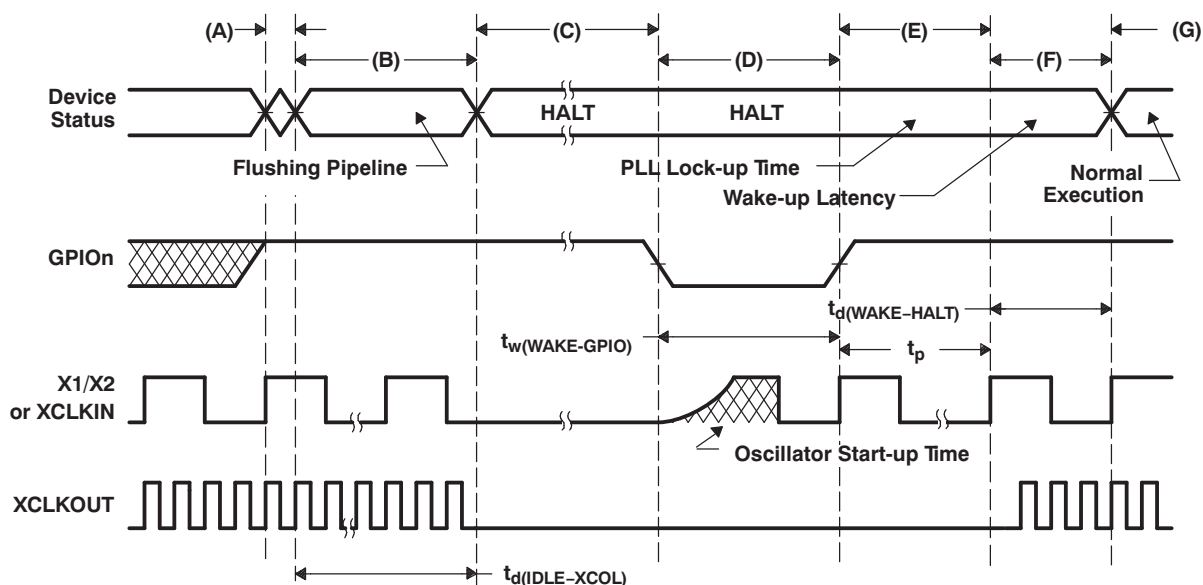 (A)
(C)
(E)
(G)
(B)
(D)
(F)
Device
Status
HALT
HALT
Flushing Pipeline
PLL Lock-up Time
Wake-up Latency
Normal
Execution
GPIOn
td(WAKE–HALT)
tw(WAKE-GPIO)
tp
X1/X2
or XCLKIN
Oscillator Start-up Time
XCLKOUT
td(IDLE–XCOL)